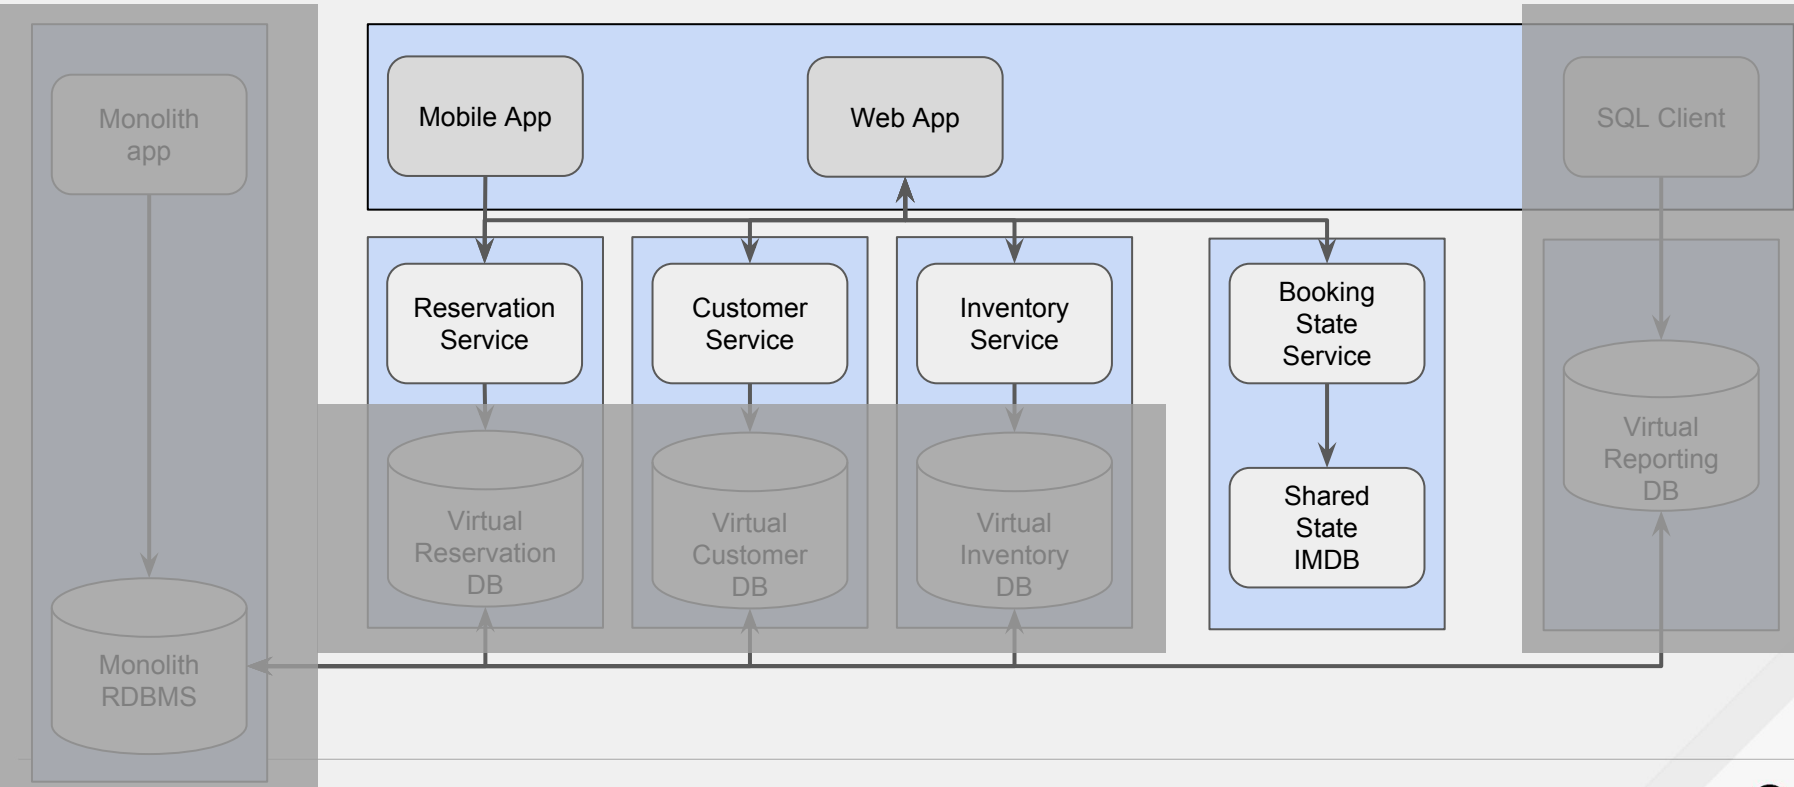 Mobile App
Web App
SQL Client
Monolith
app
Reservation
Service
Customer
Service
Inventory
Service
Booking
State
Service
Virtual
Reporting
DB
Virtual
Reservation
DB
Virtual
Customer
DB
Virtual
Inventory
DB
Shared
State
IMDB
Monolith
RDBMS